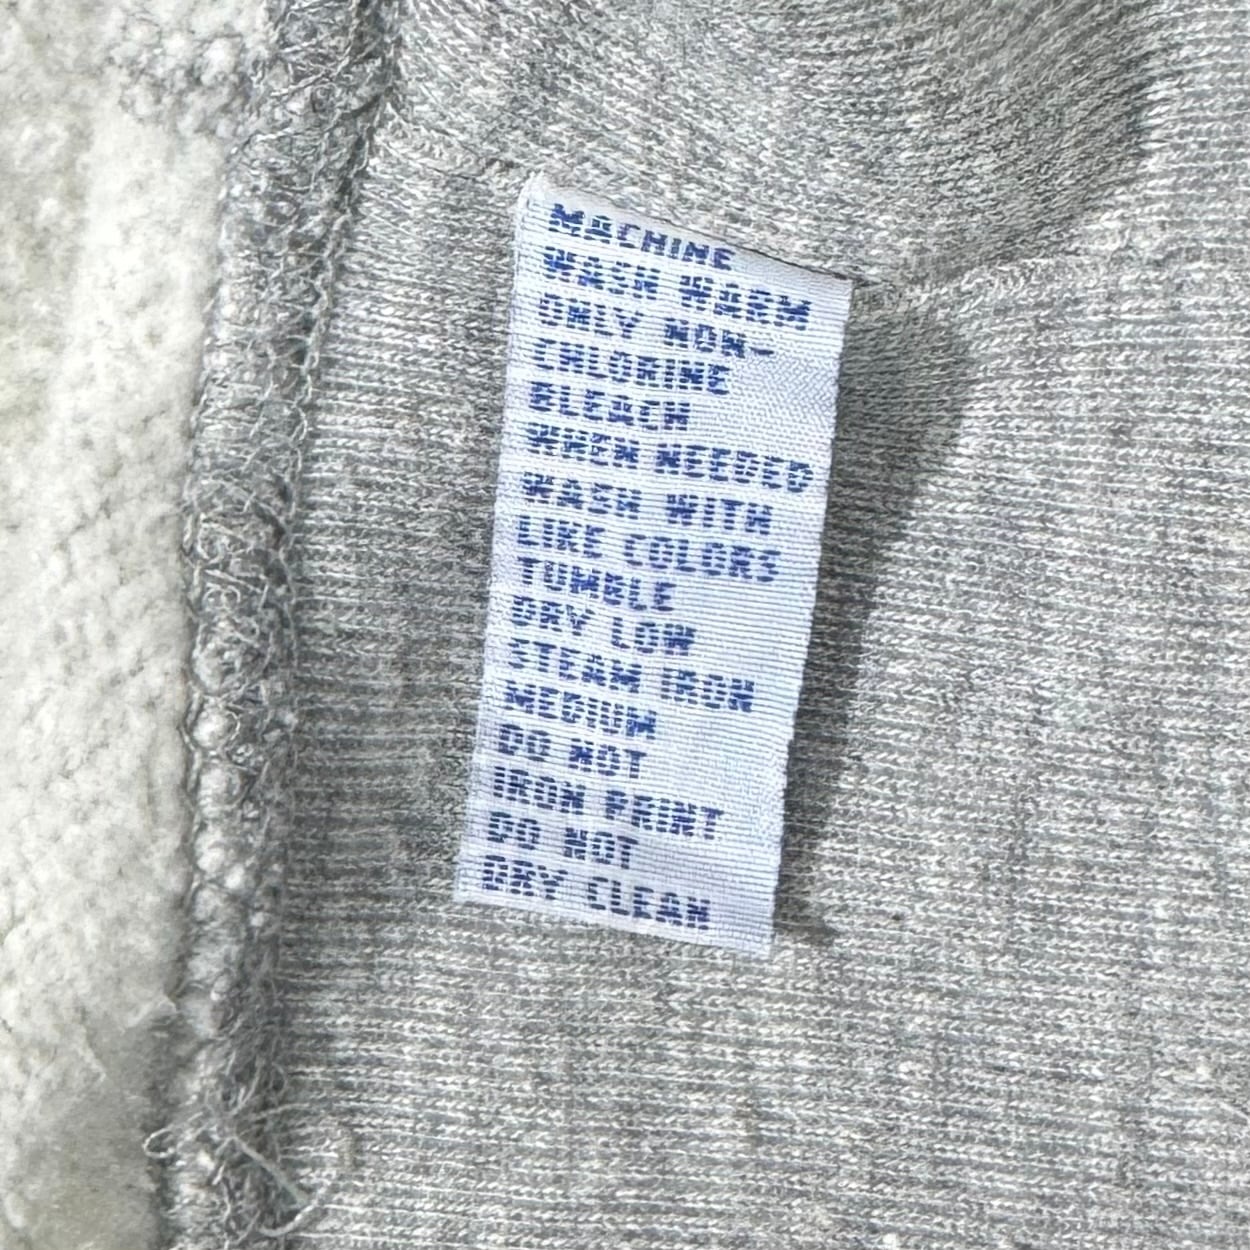 MACHINE
WASH WARM
ONLY NON-
CHLORINE
BLEACH
WHEN NEEDED
WASH WITH
LIKE COLORS
TUMBLE
DRY LOW
STEAM IRON
MEDIUM
DO NOT
IRON PRINT
DO NOT
DRY CLEAN